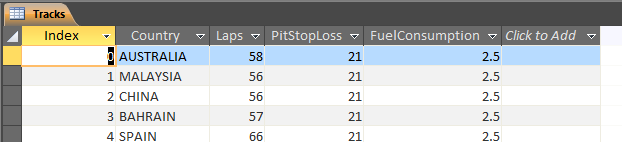 Tracks
Index Country Laps PitStopLoss FuelConsumption Click to Add
0 AUSTRALIA 58 21 2.5
1 MALAYSIA 56 21 2.5
2 CHINA 56 21 2.5
3 BAHRAIN 57 21 2.5
4 SPAIN 66 21 2.5